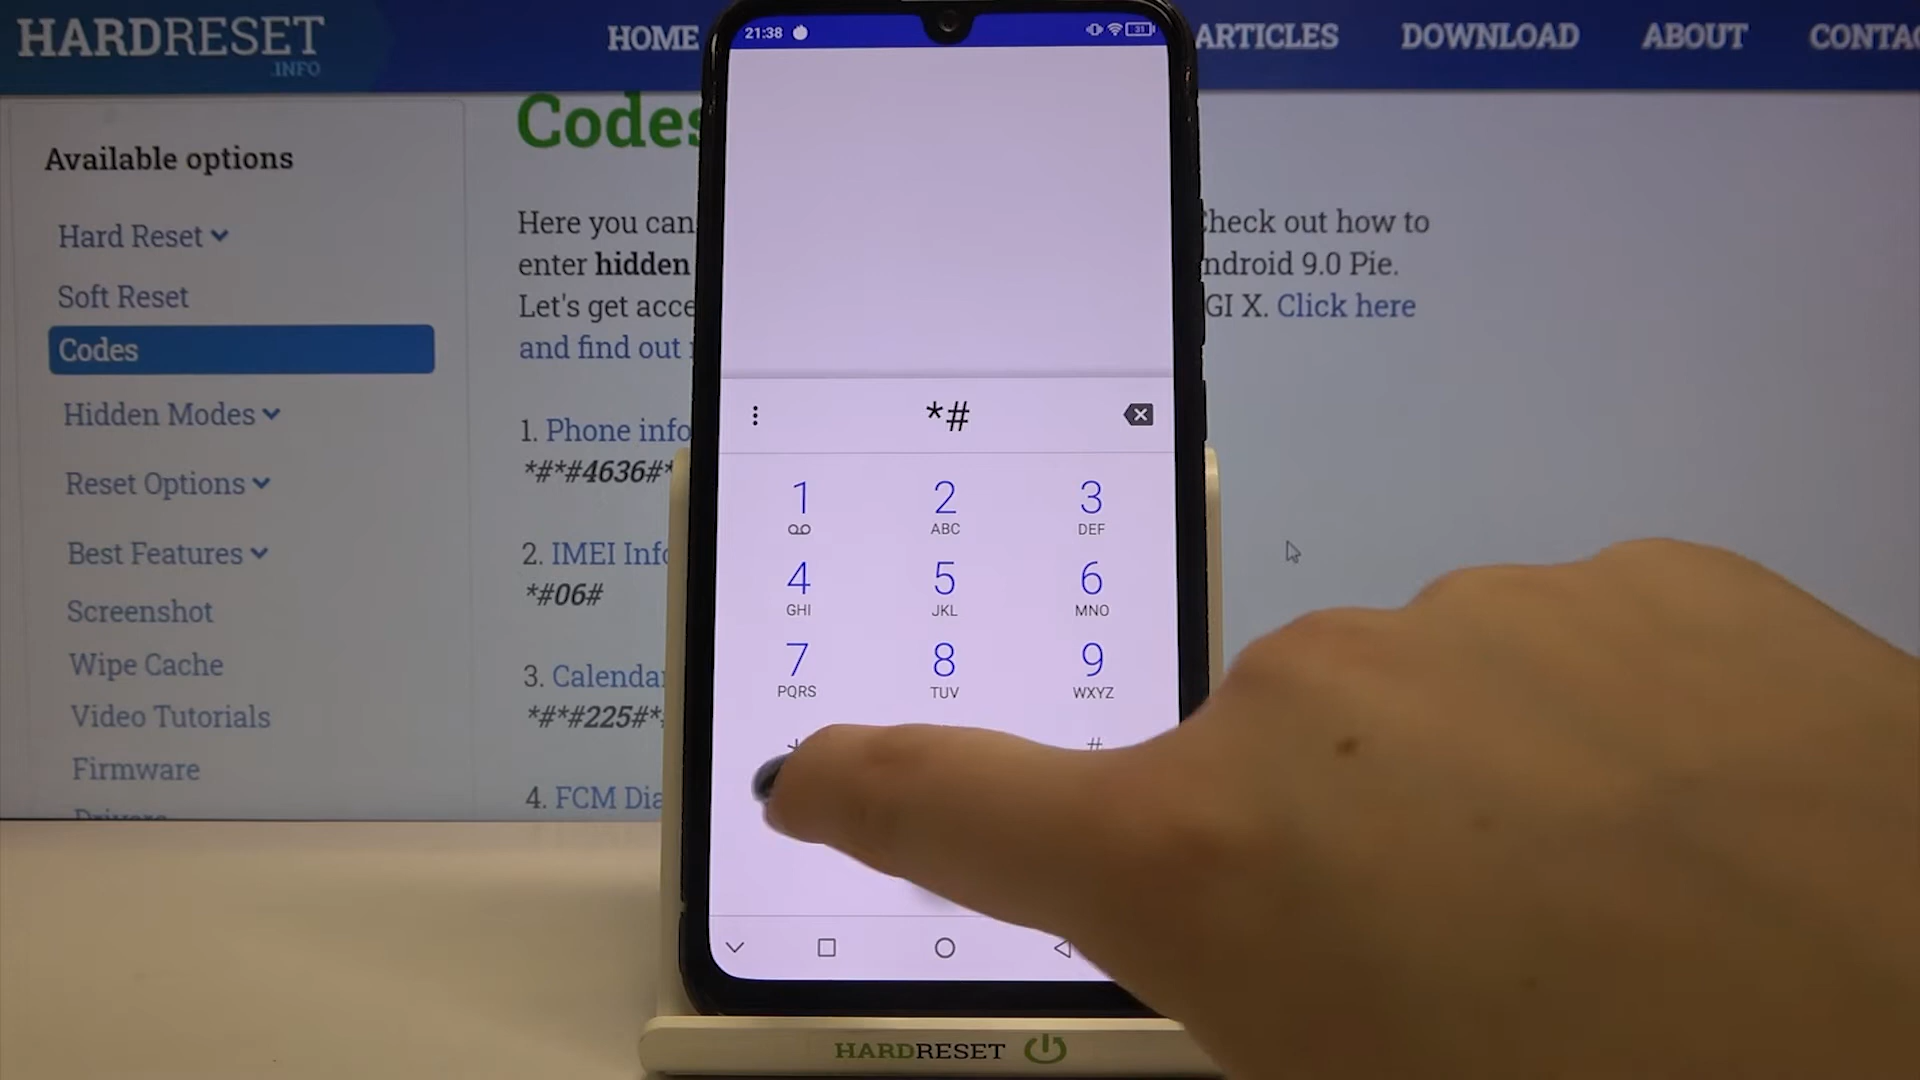 HARDRESET
.INFO
HOME
ARTICLES
DOWNLOAD
ABOUT
Available options
Hard Reset
Soft Reset
Codes
Hidden Modes
Reset Options
Best Features
Screenshot
Wipe Cache
Video Tutorials
Firmware
Drivers
Codes
Here you can
Check out how to
enter hidden
Android 9.0 Pie.
Let's get
GI X. Click here
and find out
1. Phone info
*#*#4636#*
2. IMEI Info
*#06#
3. Calendar
*#*#225#*
4. FCM
21:38
31
*#
1
2
ABC
3
DEF
4
GHI
5
JKL
6
MNO
7
PQRS
8
TUV
9
WXYZ
*
#
HARDRESET